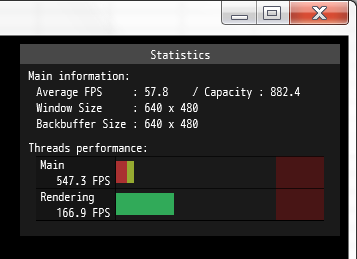 Statistics
Main information:
Average FPS : 57.8 / Capacity : 882.4
Window Size : 640 x 480
Backbuffer Size : 640 x 480
Threads performance:
Main
547.3 FPS
Rendering
166.9 FPS